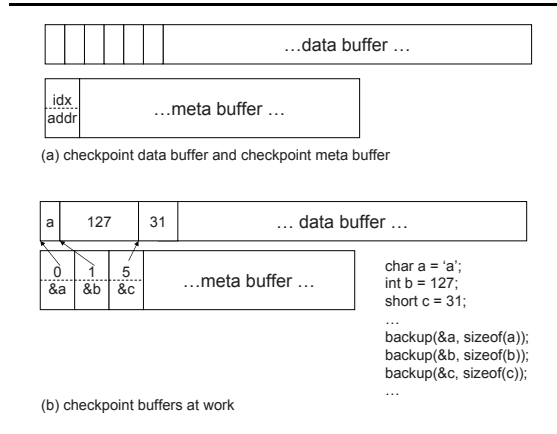 …data buffer …
idx
addr
…meta buffer …
(a) checkpoint data buffer and checkpoint meta buffer
a 127 31 … data buffer …
0 1 5
&a &b &c
…meta buffer …
char a = ‘a’;
int b = 127;
short c = 31;
…
backup(&a, sizeof(a));
backup(&b, sizeof(b));
backup(&c, sizeof(c));
…
(b) checkpoint buffers at work